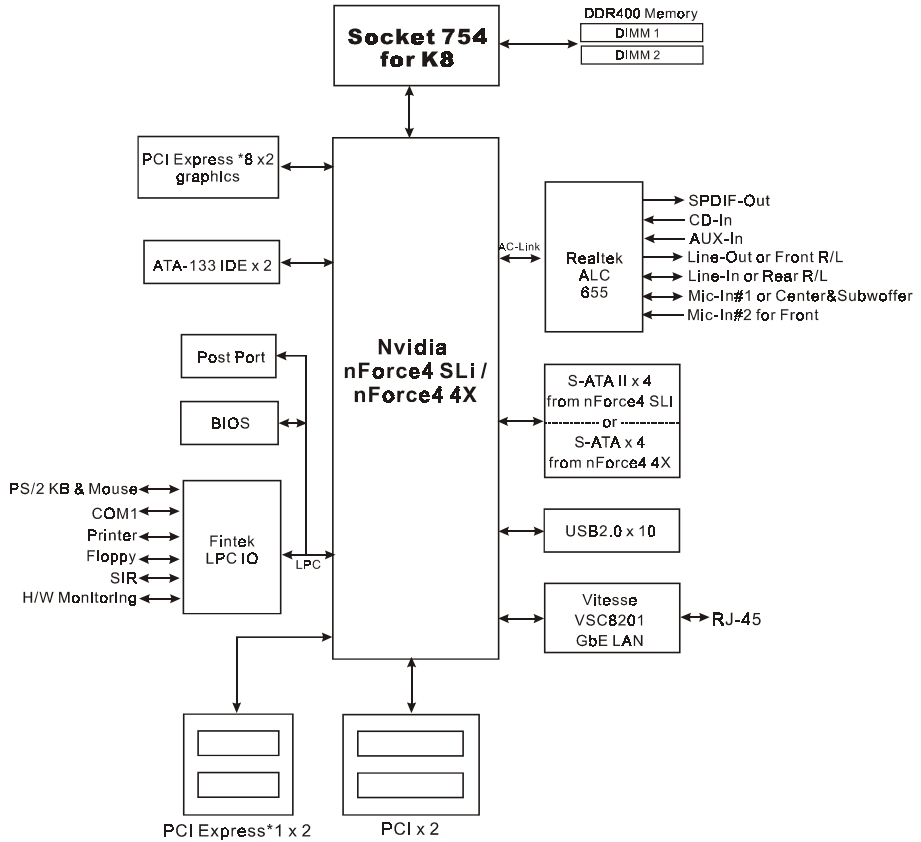 DDR400 Memory
DIMM 1
DIMM 2
Socket 754
for K8
PCI Express *8 x2
graphics
ATA-133 IDE x 2
Post Port
BIOS
PS/2 KB & Mouse
COM1
Printer
Floppy
SIR
H/W Monitoring
Fintek
LPC IO
LPC
Nvidia
nForce4 SLi /
nForce4 4X
AC-Link
Realtek
ALC
655
SPDIF-Out
CD-In
AUX-In
Line-Out or Front R/L
Line-In or Rear R/L
Mic-In#1 or Center&Subwoffer
Mic-In#2 for Front
S-ATA II x 4
from nForce4 SLI
or
S-ATA x 4
from nForce4 4X
USB2.0 x 10
Vitesse
VSC8201
GbE LAN
RJ-45
PCI Express*1 x 2
PCI x 2